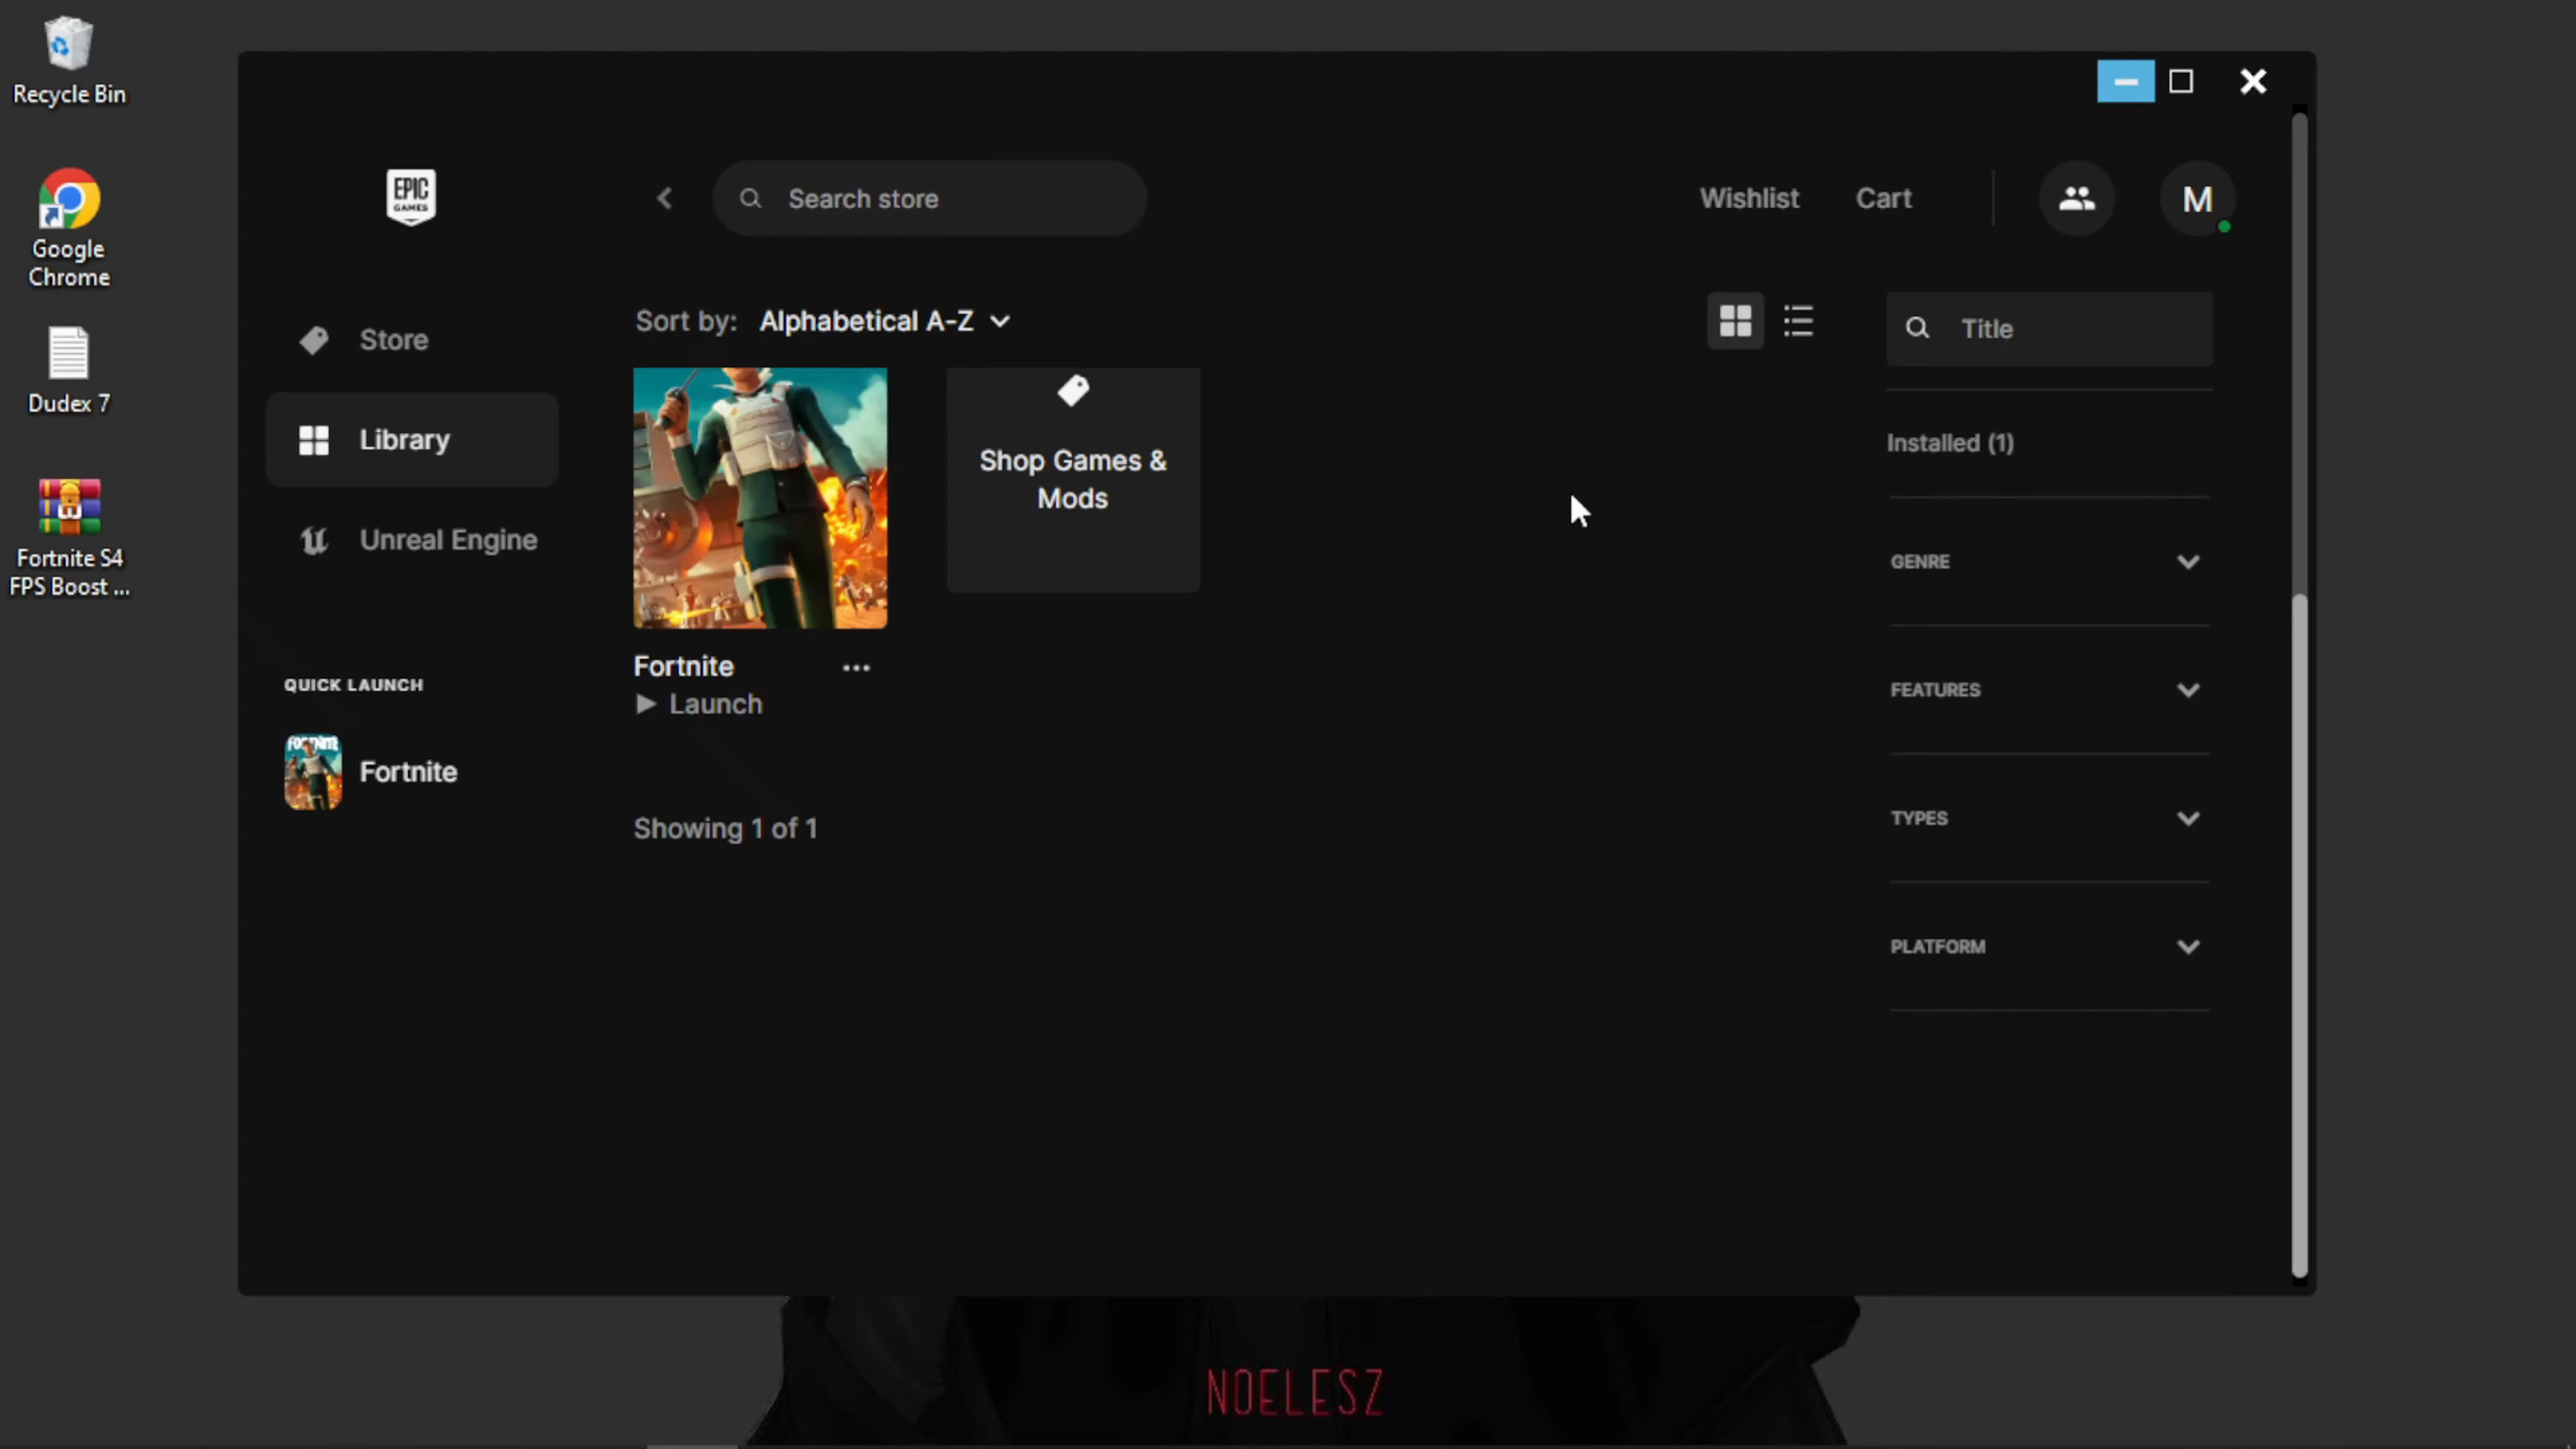 Recycle Bin
Google
Chrome
Dudex 7
Fortnite S4
FPS Boost ...
EPIC
GAMES
Store
Library
Unreal Engine
QUICK LAUNCH
FORTNITE
Fortnite
Search store
Wishlist
Cart
M
Sort by: Alphabetical A-Z
Shop Games &
Mods
Fortnite
Launch
Showing 1 of 1
Title
Installed (1)
GENRE
FEATURES
TYPES
PLATFORM
NOELESZ